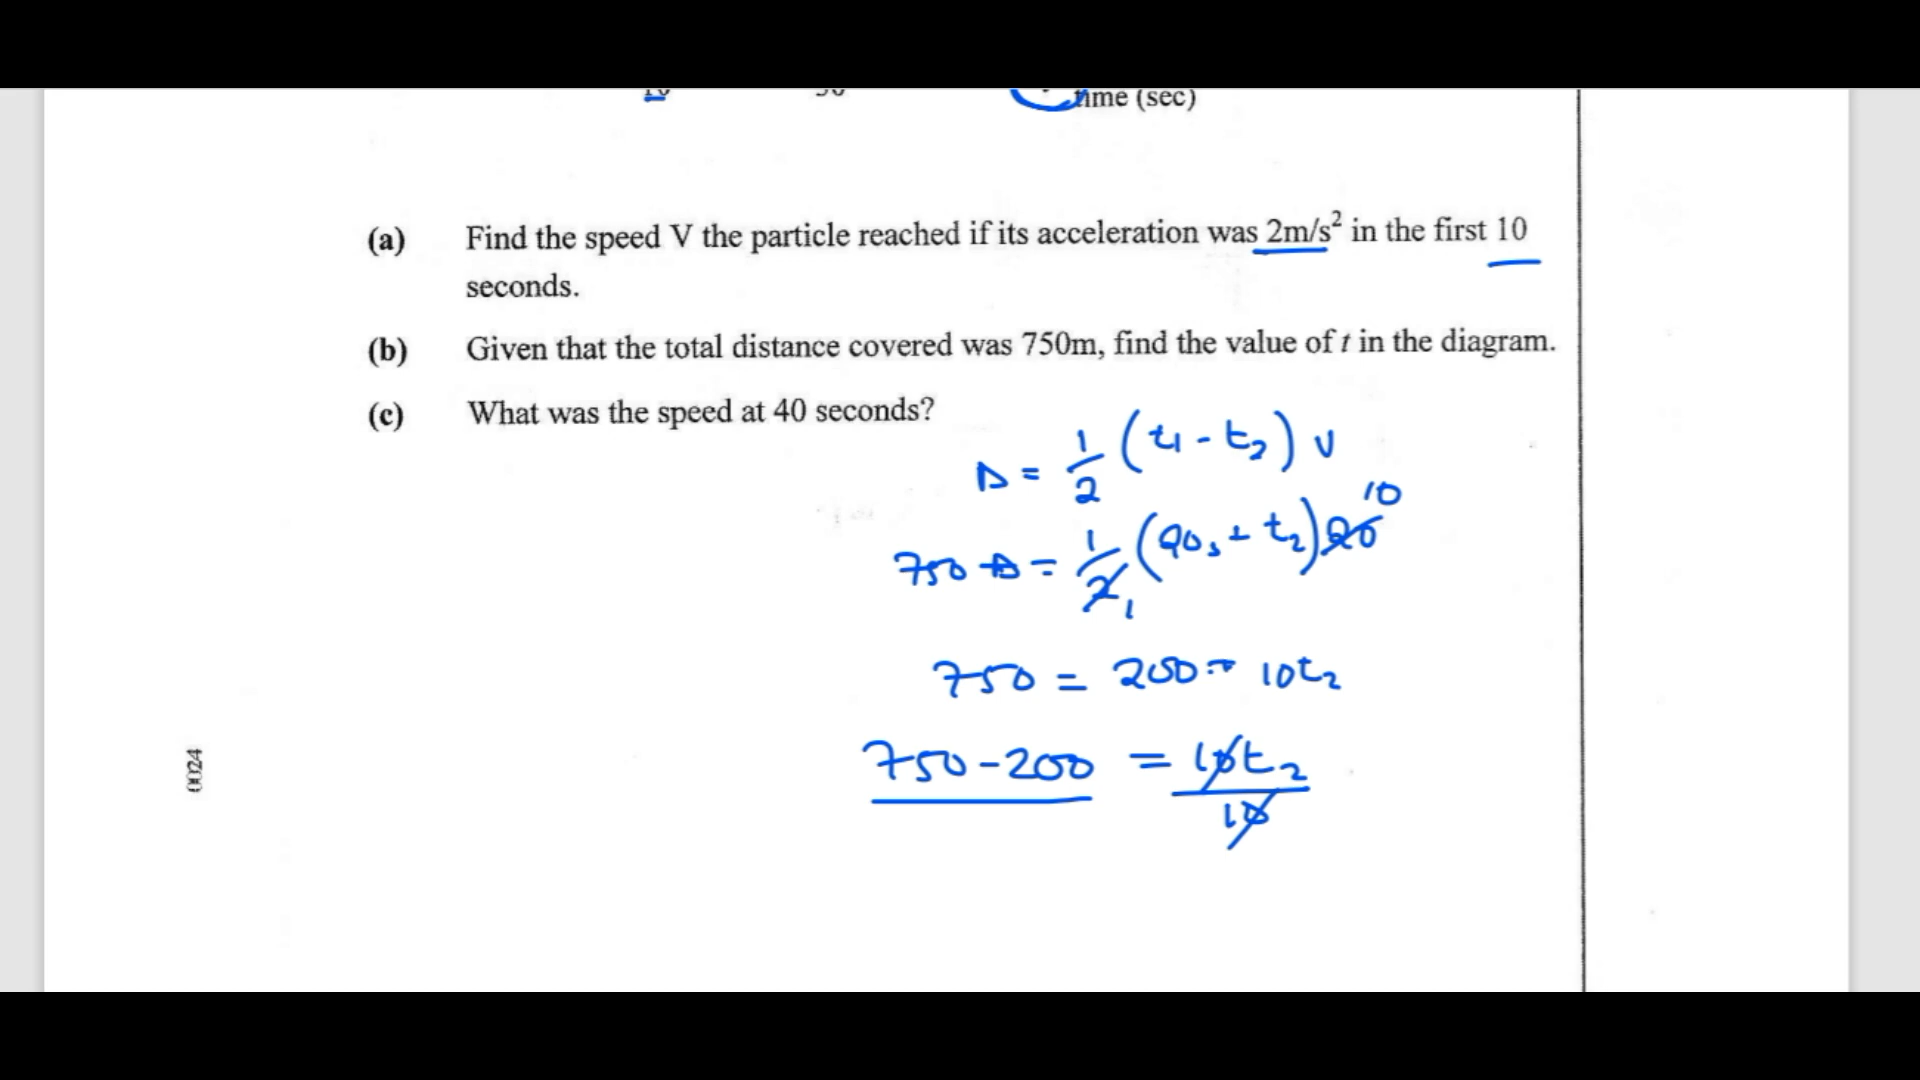 time (sec)
(a) Find the speed V the particle reached if its acceleration was 2m/s² in the first 10
seconds.
(b) Given that the total distance covered was 750m, find the value of t in the diagram.
(c) What was the speed at 40 seconds?
= 1/2 (t1 - t2) v
10
750 = 1/2 ( + t2) 20
1
750 = 200 + 10t2
750 - 200 = 10t2
10
0024